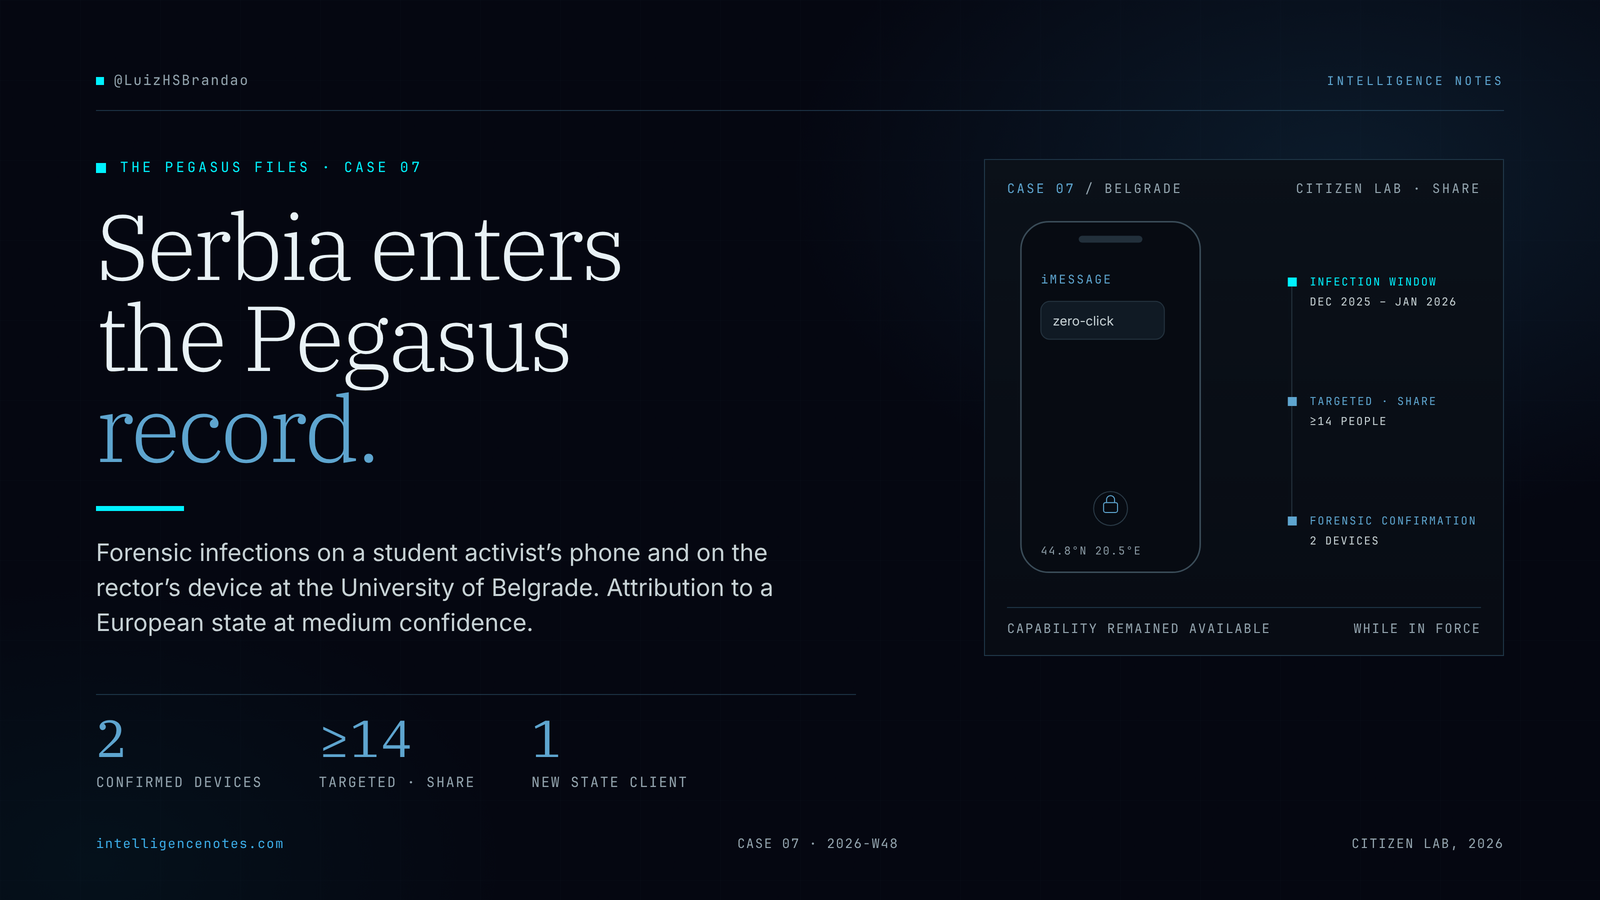 @LuizHSBrandao
INTELLIGENCE NOTES
THE PEGASUS FILES · CASE 07
Serbia enters
the Pegasus
record.
Forensic infections on a student activist’s phone and on the
rector’s device at the University of Belgrade. Attribution to a
European state at medium confidence.
2
CONFIRMED DEVICES
≥14
TARGETED · SHARE
1
NEW STATE CLIENT
CASE 07 / BELGRADE
CITIZEN LAB · SHARE
iMESSAGE
zero-click
44.8°N 20.5°E
INFECTION WINDOW
DEC 2025 – JAN 2026
TARGETED · SHARE
≥14 PEOPLE
FORENSIC CONFIRMATION
2 DEVICES
CAPABILITY REMAINED AVAILABLE
WHILE IN FORCE
intelligencenotes.com
CASE 07 · 2026-W48
CITIZEN LAB, 2026